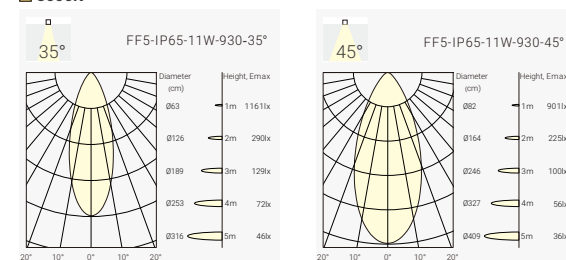 35°
FF5-IP65-11W-930-35°
Diameter
(cm)
Height, Emax
Ø63 1m 1161lx
Ø126 2m 290lx
Ø189 3m 129lx
Ø253 4m 72lx
Ø316 5m 46lx
20° 10° 0° 10° 20°
45°
FF5-IP65-11W-930-45°
Diameter
(cm)
Height, Emax
Ø82 1m 901lx
Ø164 2m 225lx
Ø246 3m 100lx
Ø327 4m 56lx
Ø409 5m 36lx
20° 10° 0° 10° 20°